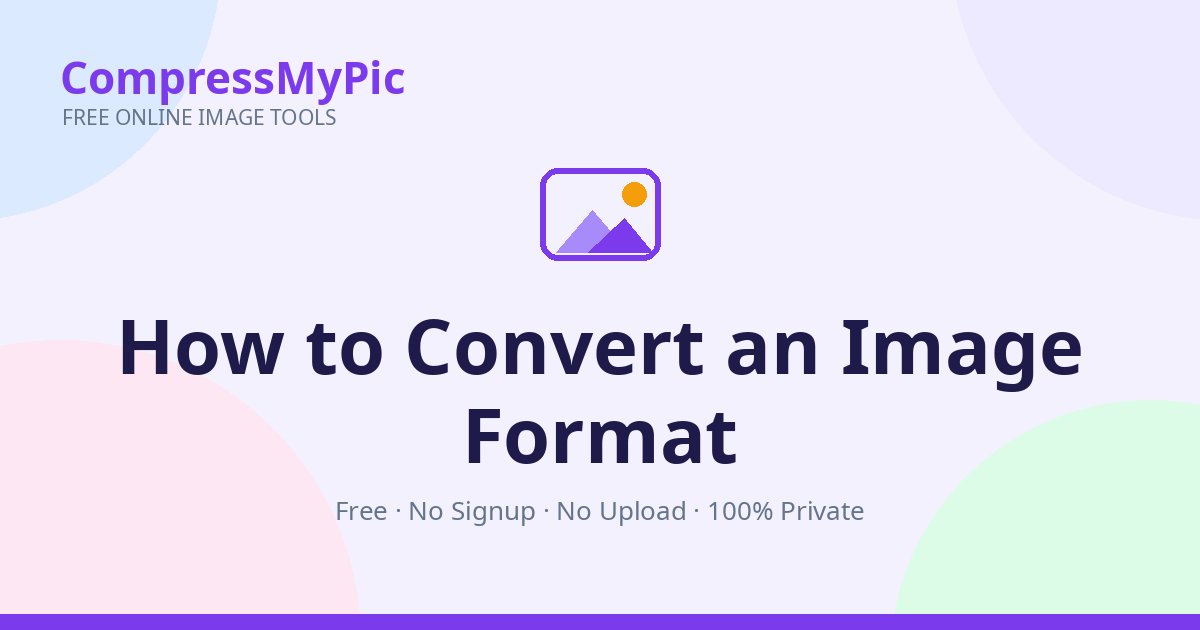 CompressMyPic
FREE ONLINE IMAGE TOOLS
How to Convert an Image
Format
Free · No Signup · No Upload · 100% Private